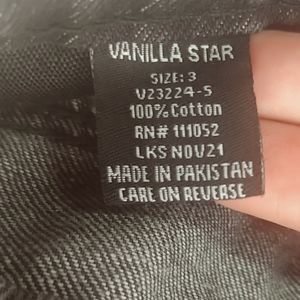 VANILLA STAR
SIZE: 3
V23224-5
100% Cotton
RN# 111052
LKS NOV21
MADE IN PAKISTAN
CARE ON REVERSE